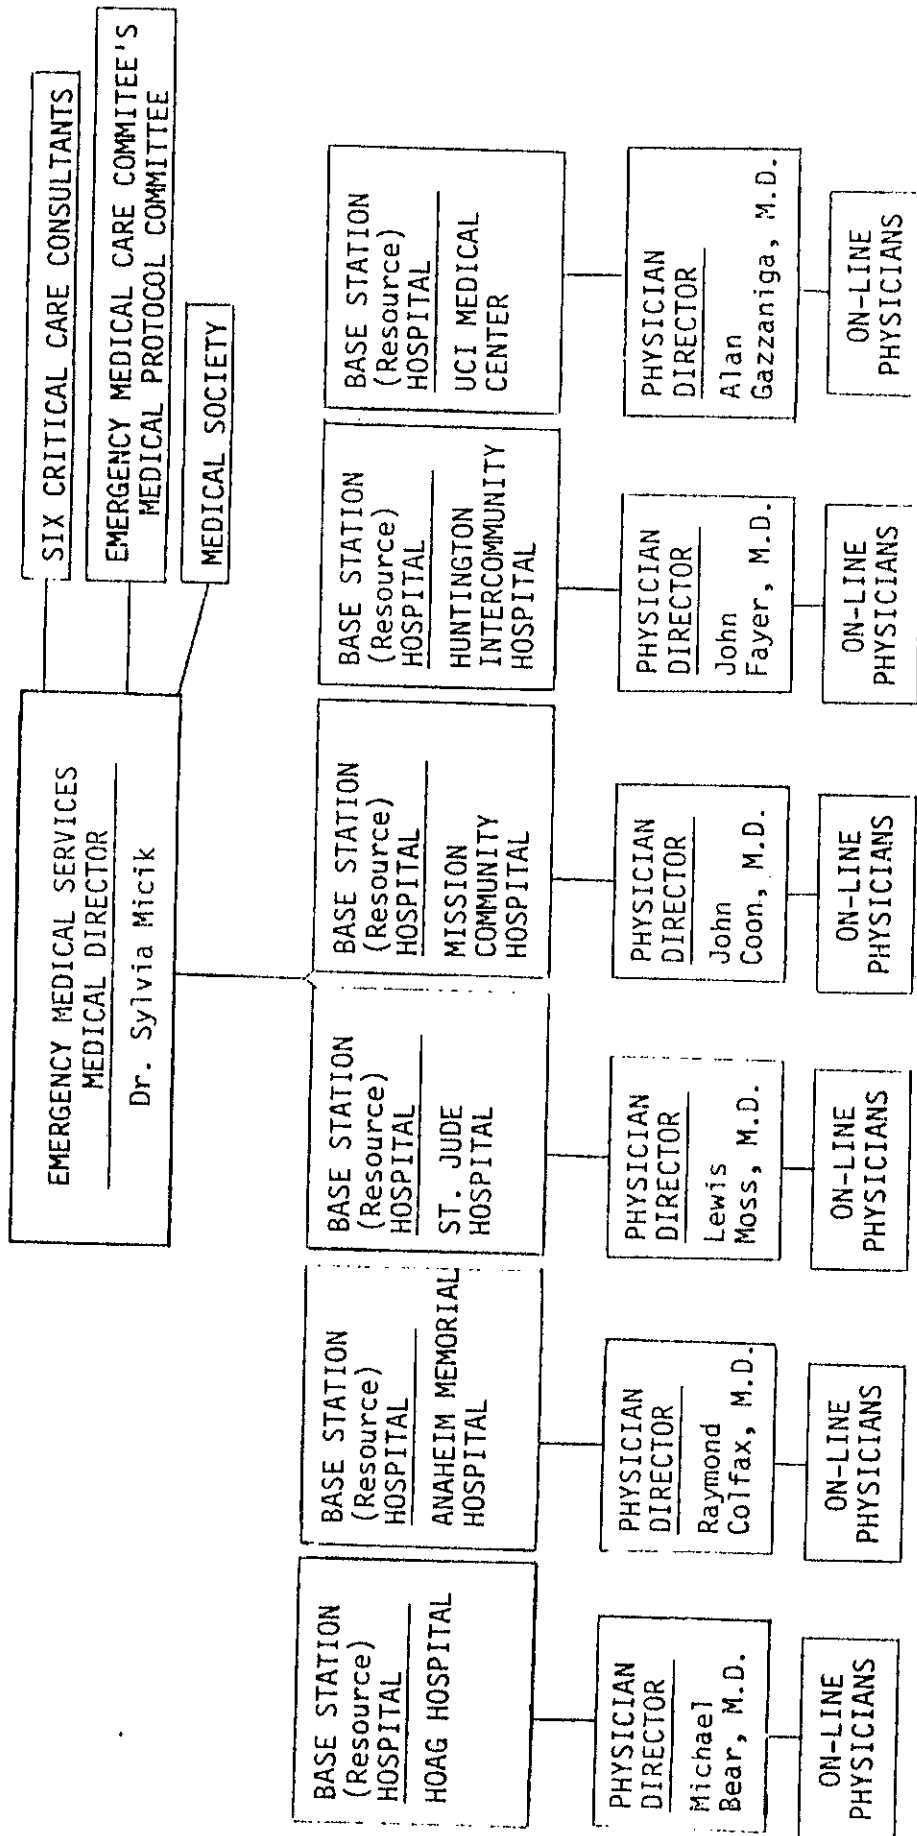 EMERGENCY MEDICAL SERVICES
MEDICAL DIRECTOR
Dr. Sylvia Micik
SIX CRITICAL CARE CONSULTANTS
EMERGENCY MEDICAL CARE COMMITEE'S
MEDICAL PROTOCOL COMMITTEE
MEDICAL SOCIETY
BASE STATION
(Resource)
HOSPITAL
HOAG HOSPITAL
BASE STATION
(Resource)
HOSPITAL
ANAHEIM MEMORIAL
HOSPITAL
BASE STATION
(Resource)
HOSPITAL
ST. JUDE
HOSPITAL
BASE STATION
(Resource)
HOSPITAL
MISSION
COMMUNITY
HOSPITAL
BASE STATION
(Resource)
HOSPITAL
HUNTINGTON
INTERCOMMUNITY
HOSPITAL
BASE STATION
(Resource)
HOSPITAL
UCI MEDICAL
CENTER
PHYSICIAN
DIRECTOR
Michael
Bear, M.D.
PHYSICIAN
DIRECTOR
Raymond
Colfax, M.D.
PHYSICIAN
DIRECTOR
Lewis
Moss, M.D.
PHYSICIAN
DIRECTOR
John
Coon, M.D.
PHYSICIAN
DIRECTOR
John
Fayer, M.D.
PHYSICIAN
DIRECTOR
Alan
Gazzaniga, M.D.
ON-LINE
PHYSICIANS
ON-LINE
PHYSICIANS
ON-LINE
PHYSICIANS
ON-LINE
PHYSICIANS
ON-LINE
PHYSICIANS
ON-LINE
PHYSICIANS